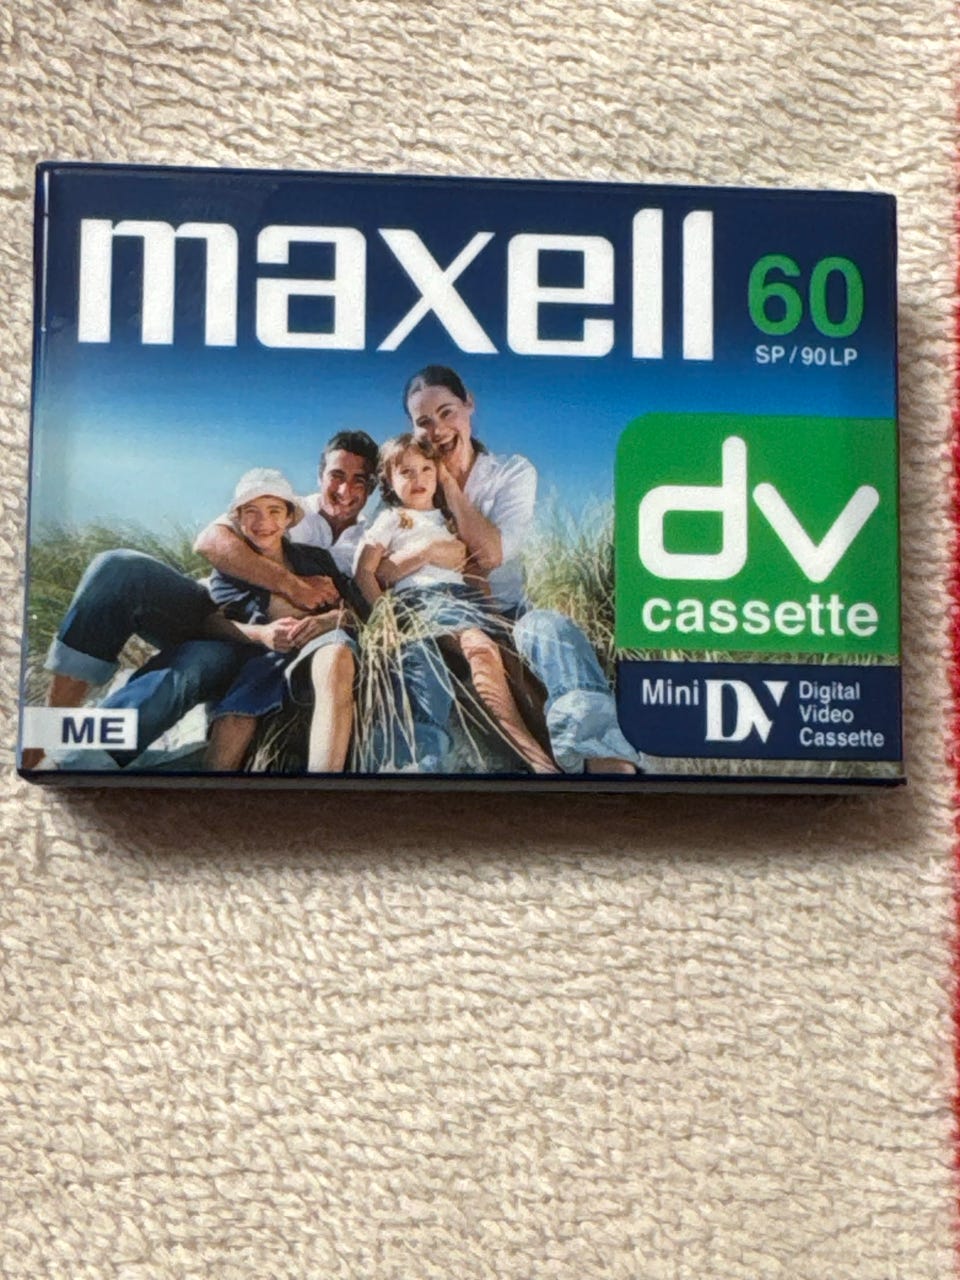 maxell
60
SP/90LP
dv
cassette
Mini DV Digital
Video
Cassette
ME